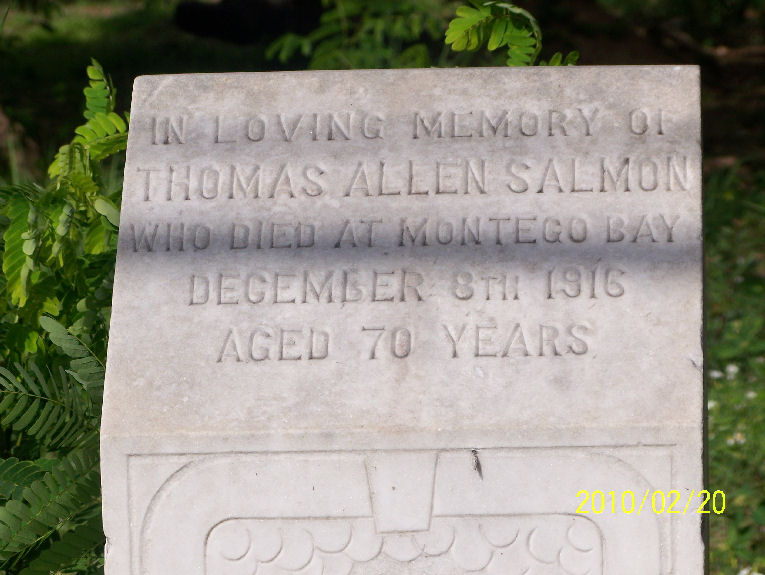 IN LOVING MEMORY OF
THOMAS ALLEN SALMON
WHO DIED AT MONTEGO BAY
DECEMBER 8TH 1916
AGED 70 YEARS
2010/02/20